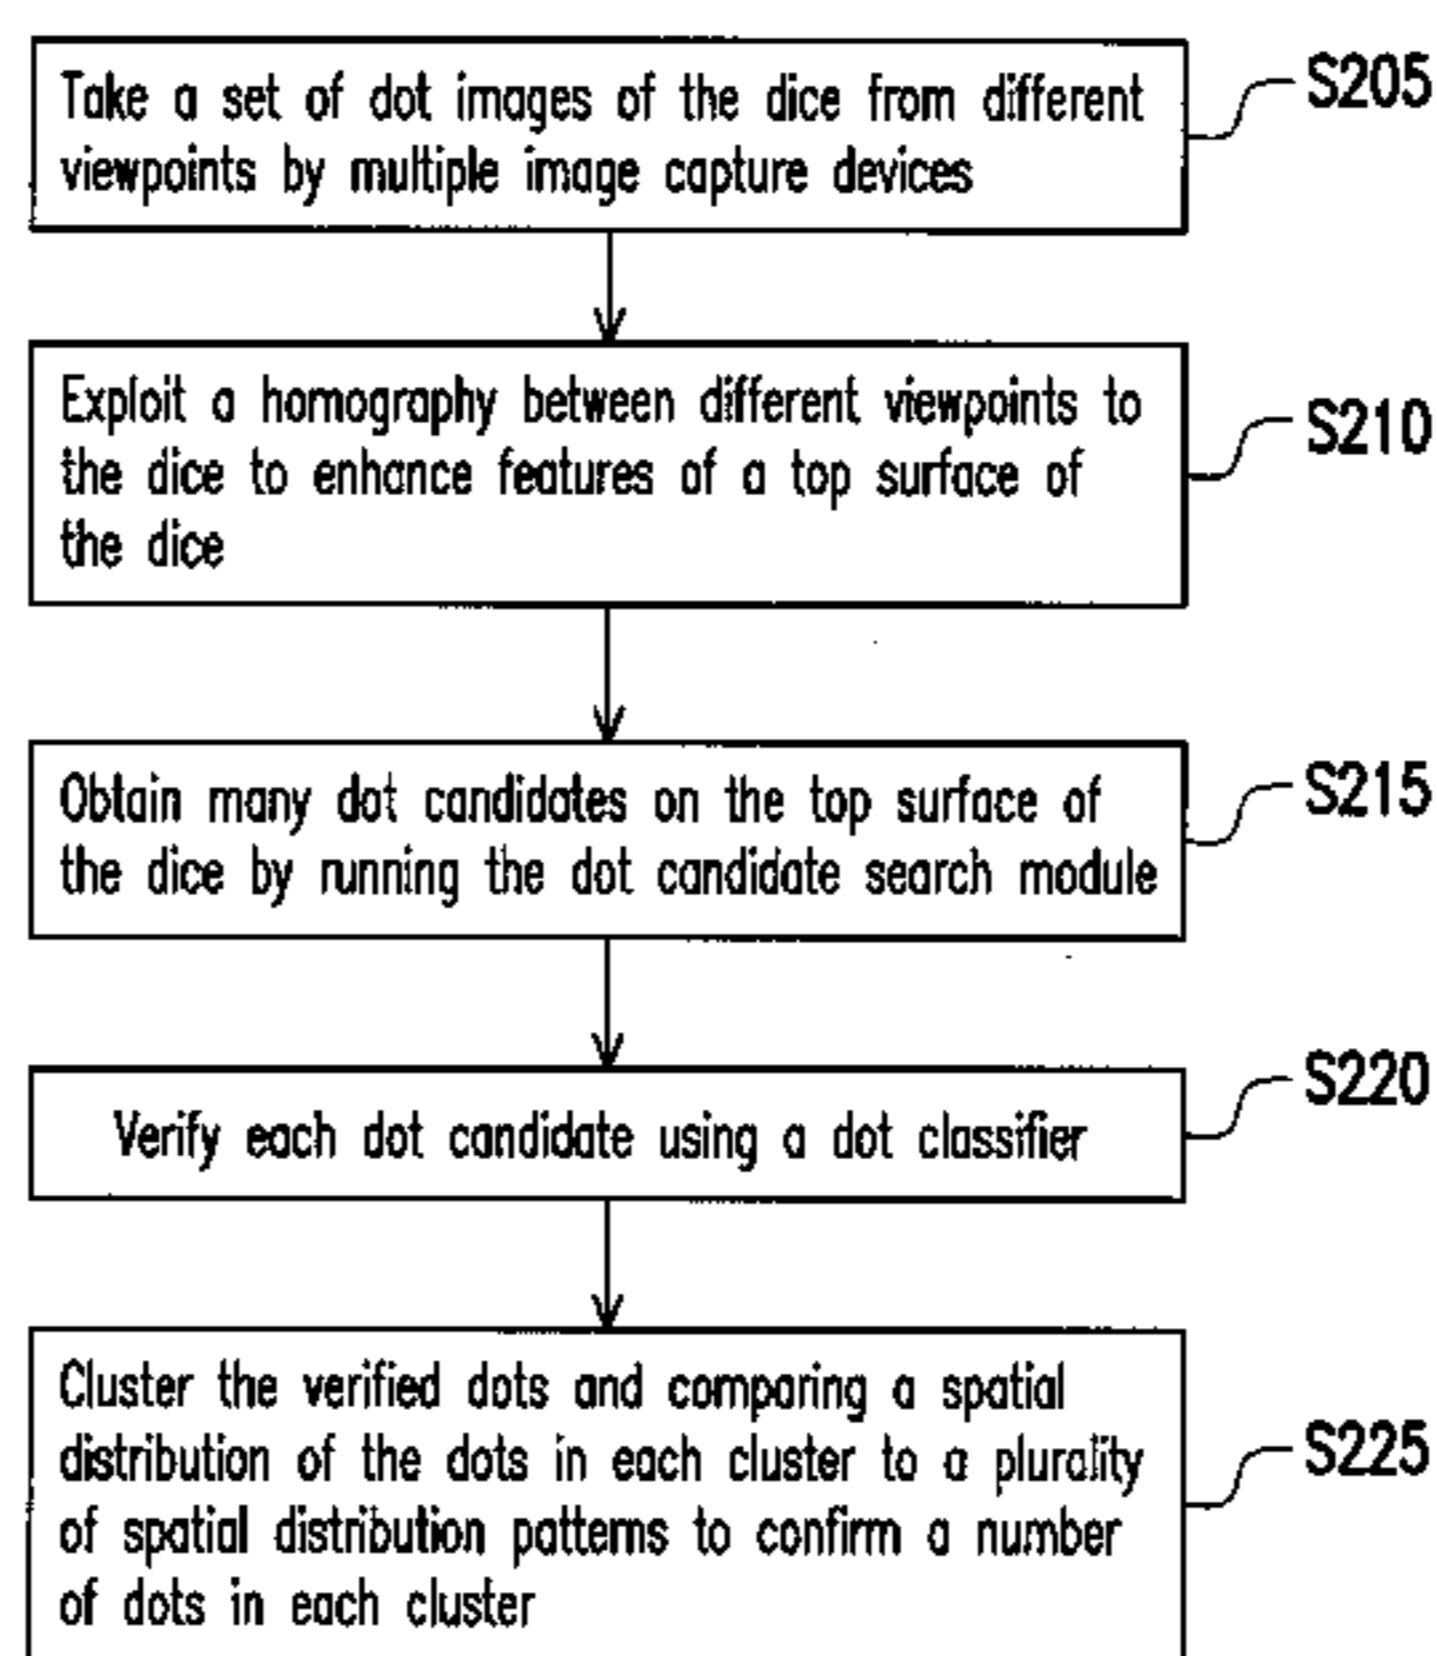 Take a set of dot images of the dice from different
viewpoints by multiple image capture devices
S205
Exploit a homography between different viewpoints to
the dice to enhance features of a top surface of
the dice
S210
Obtain many dot candidates on the top surface of
the dice by running the dot candidate search module
S215
Verify each dot candidate using a dot classifier
S220
Cluster the verified dots and comparing a spatial
distribution of the dots in each cluster to a plurality
of spatial distribution patterns to confirm a number
of dots in each cluster
S225